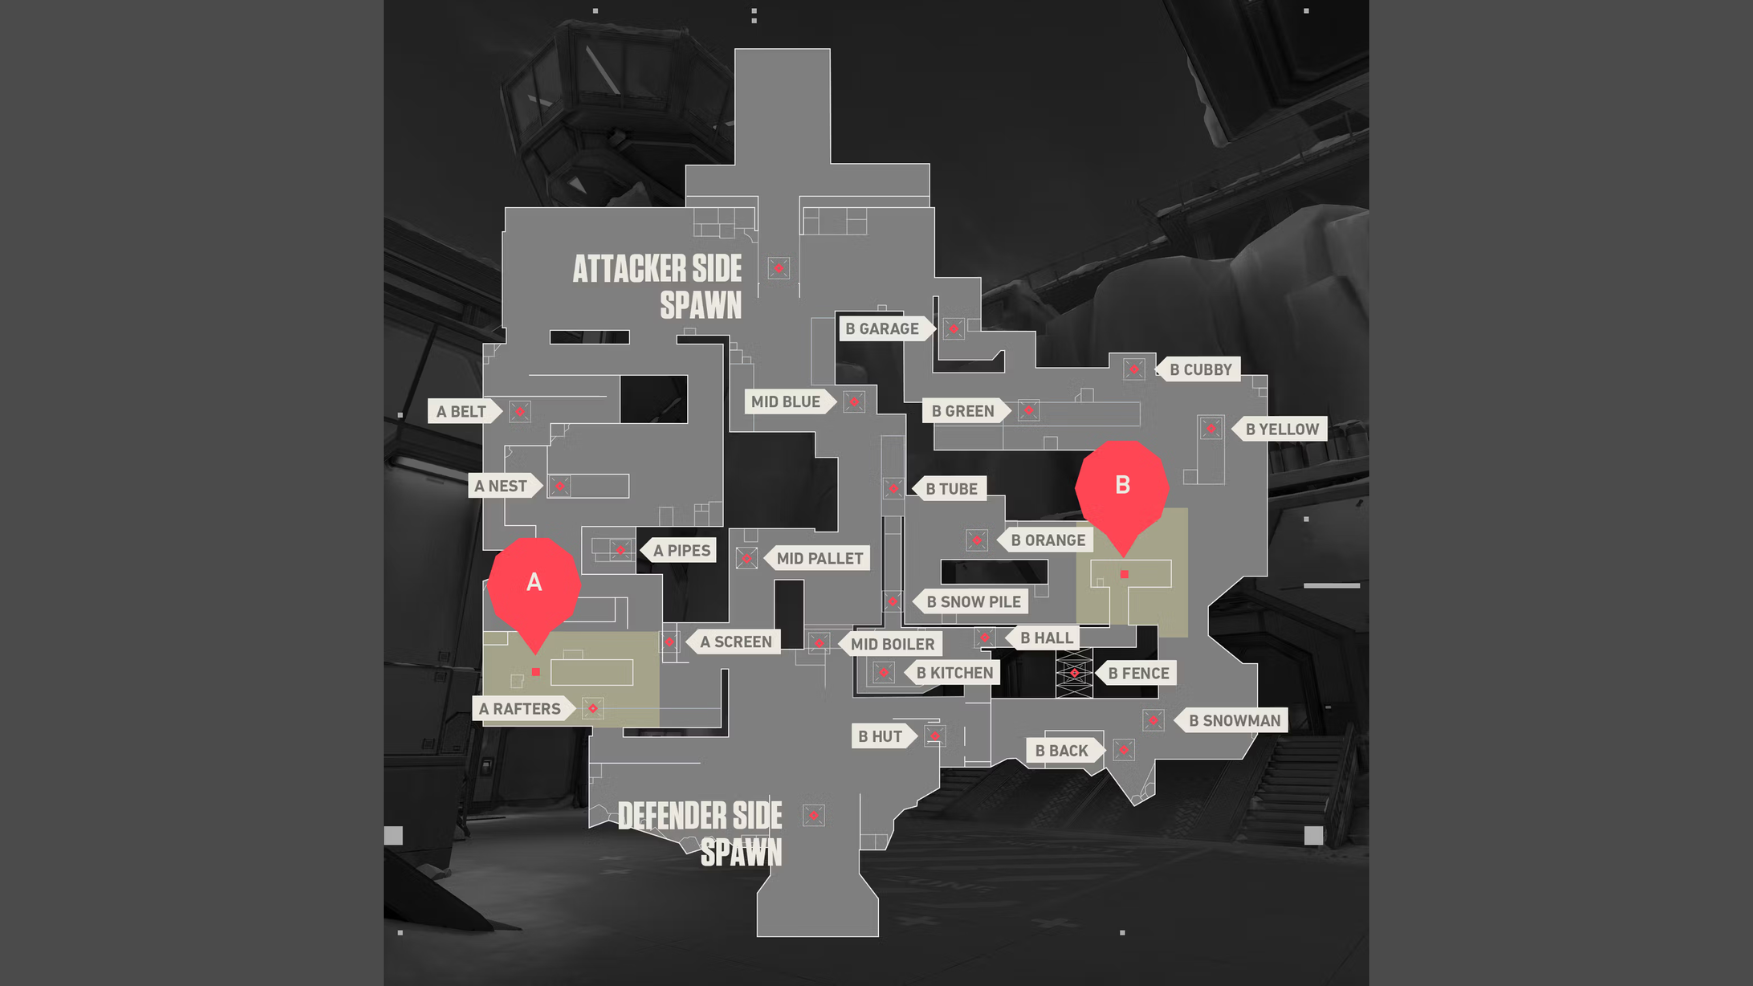 ATTACKER SIDE
SPAWN
B GARAGE
B CUBBY
MID BLUE
A BELT
B GREEN
B YELLOW
A NEST
B
B TUBE
B ORANGE
A PIPES
MID PALLET
A
B SNOW PILE
A SCREEN
MID BOILER
B HALL
B KITCHEN
B FENCE
A RAFTERS
B SNOWMAN
B HUT
B BACK
DEFENDER SIDE
SPAWN